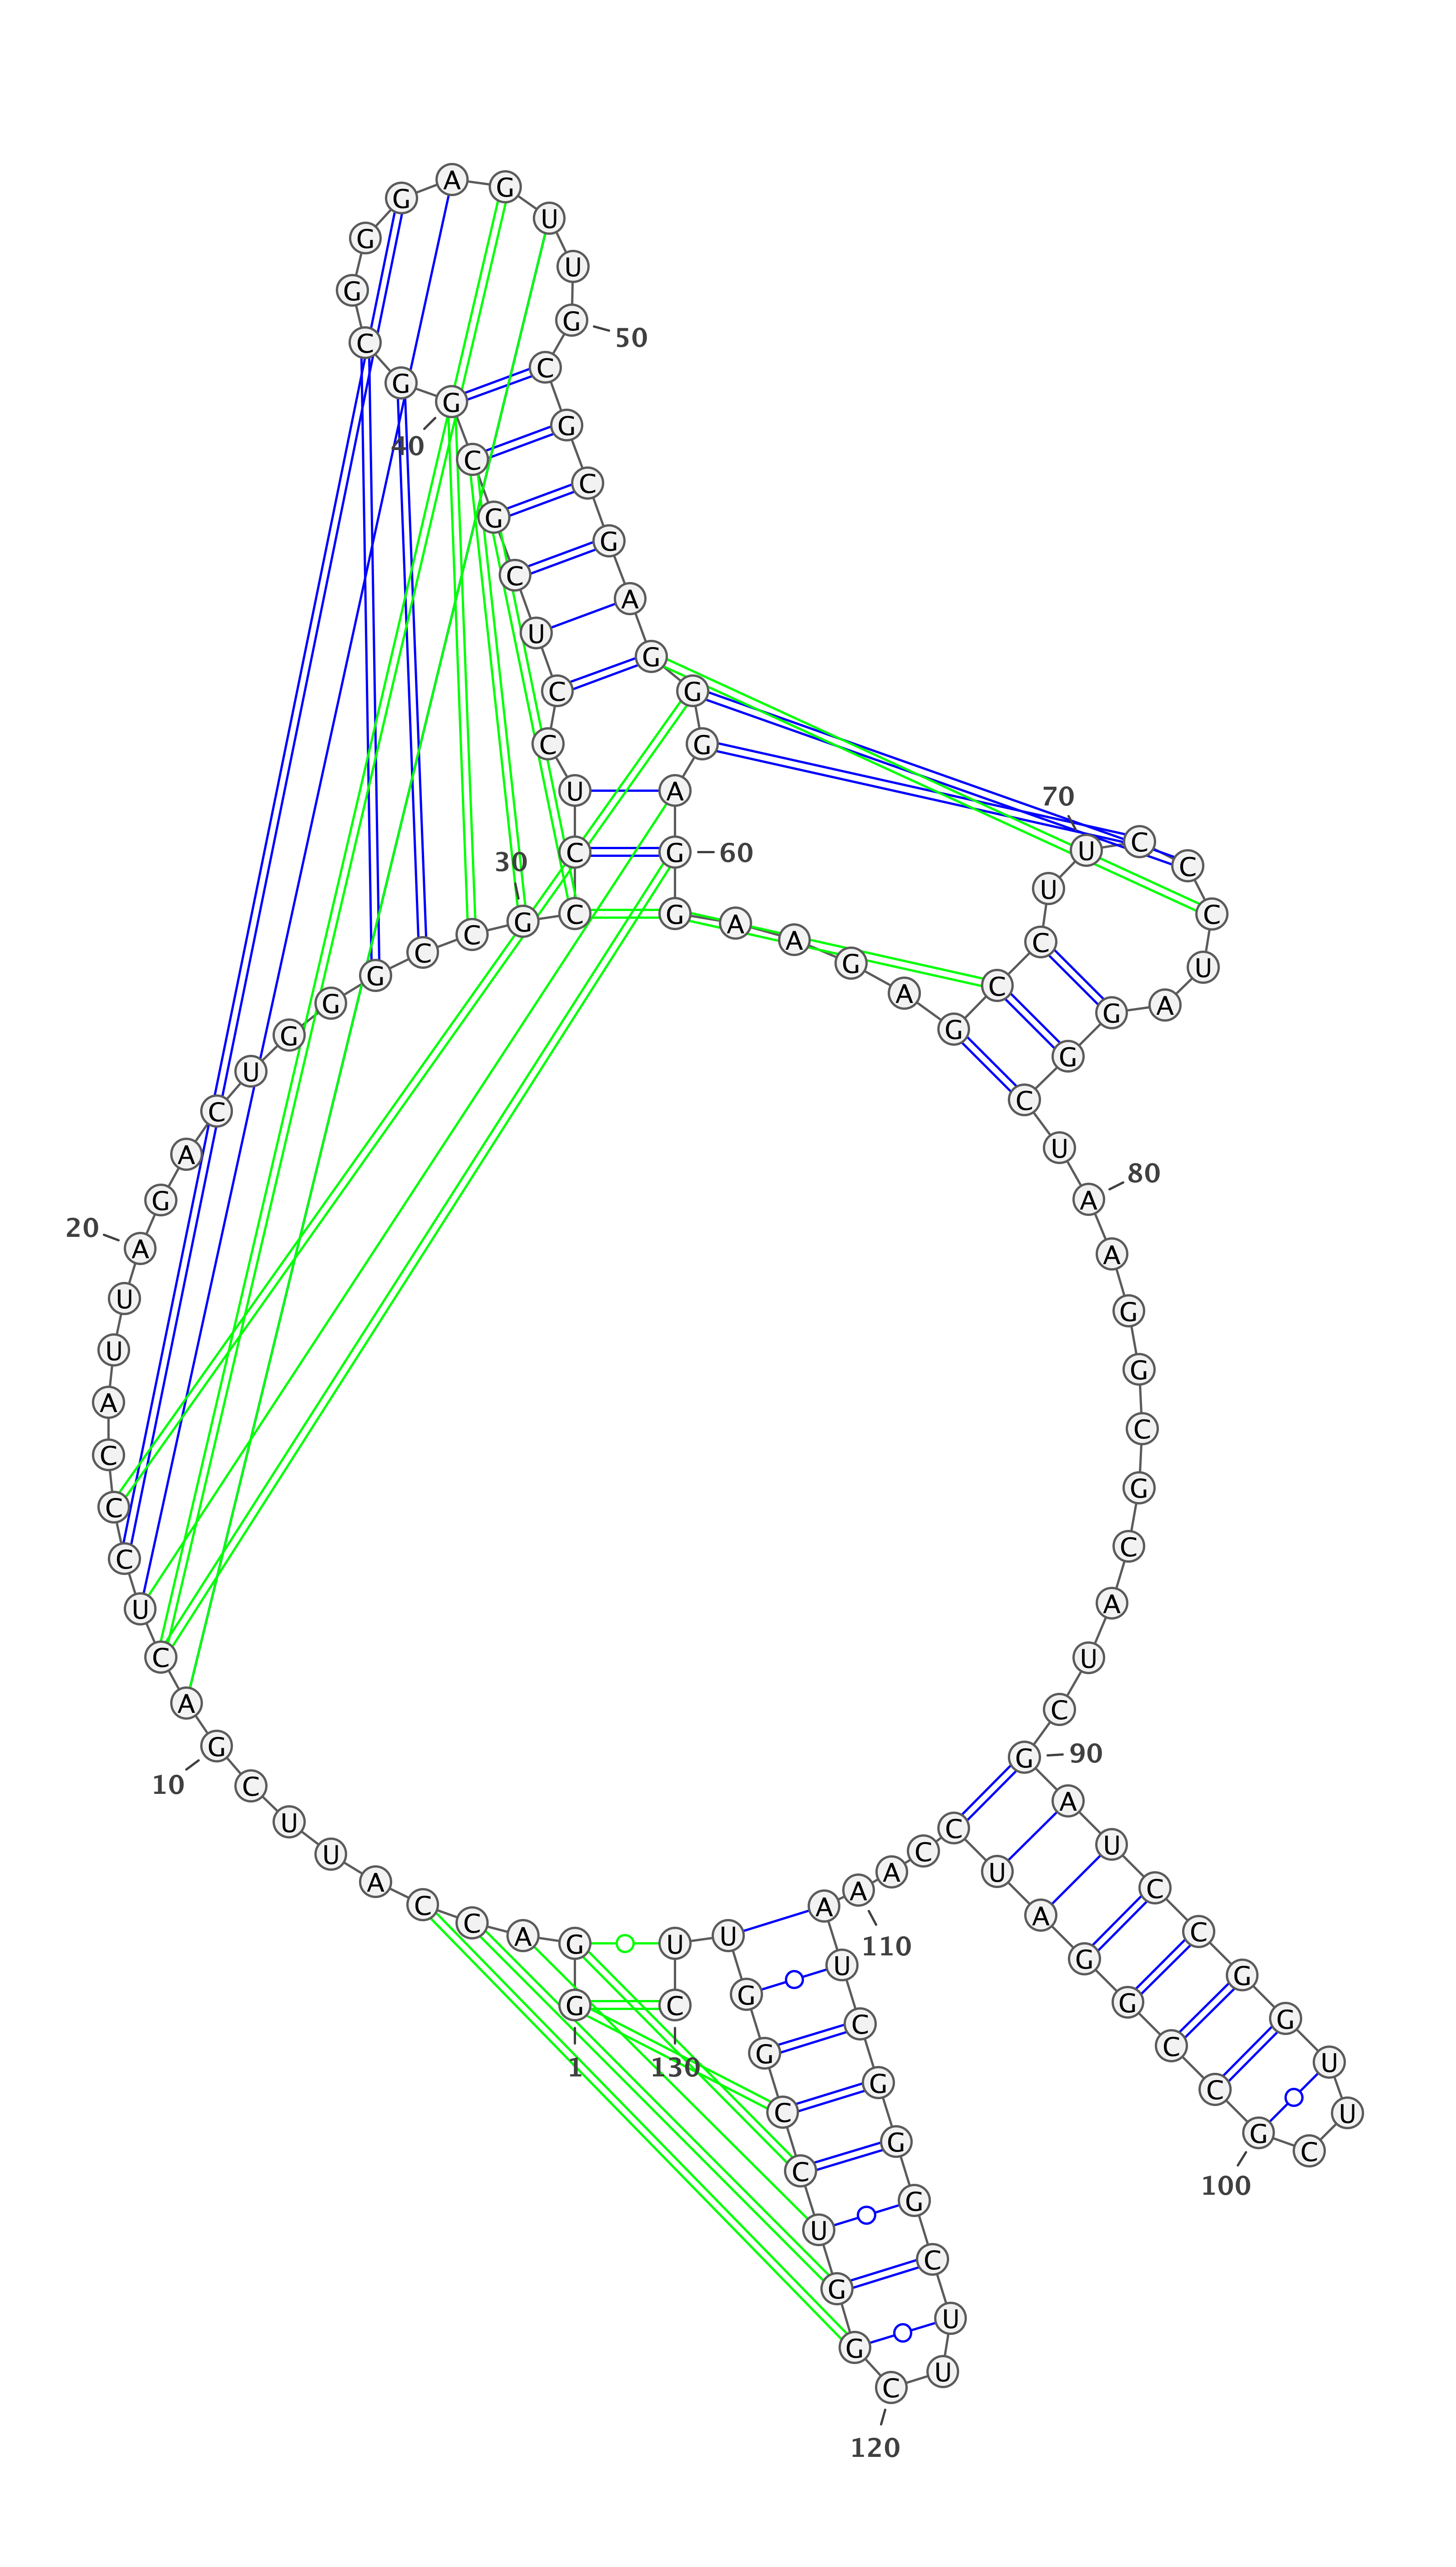 1
G G A C C A U U C G
10
A C U C C C A U U A
20
G A C U G G G C C G
30
C C U C C U C G C G
40
G C G G G A G U U G
50
C G C G A G G G A G
60
G A A G A G C C U U
70
C C C U A G G C U A
80
A G G C G C A U C G
90
A U C C G G U U C G
100
C C G G A U C C A A
110
A U C G G G C U U C
120
G G U C C G G U U C
130